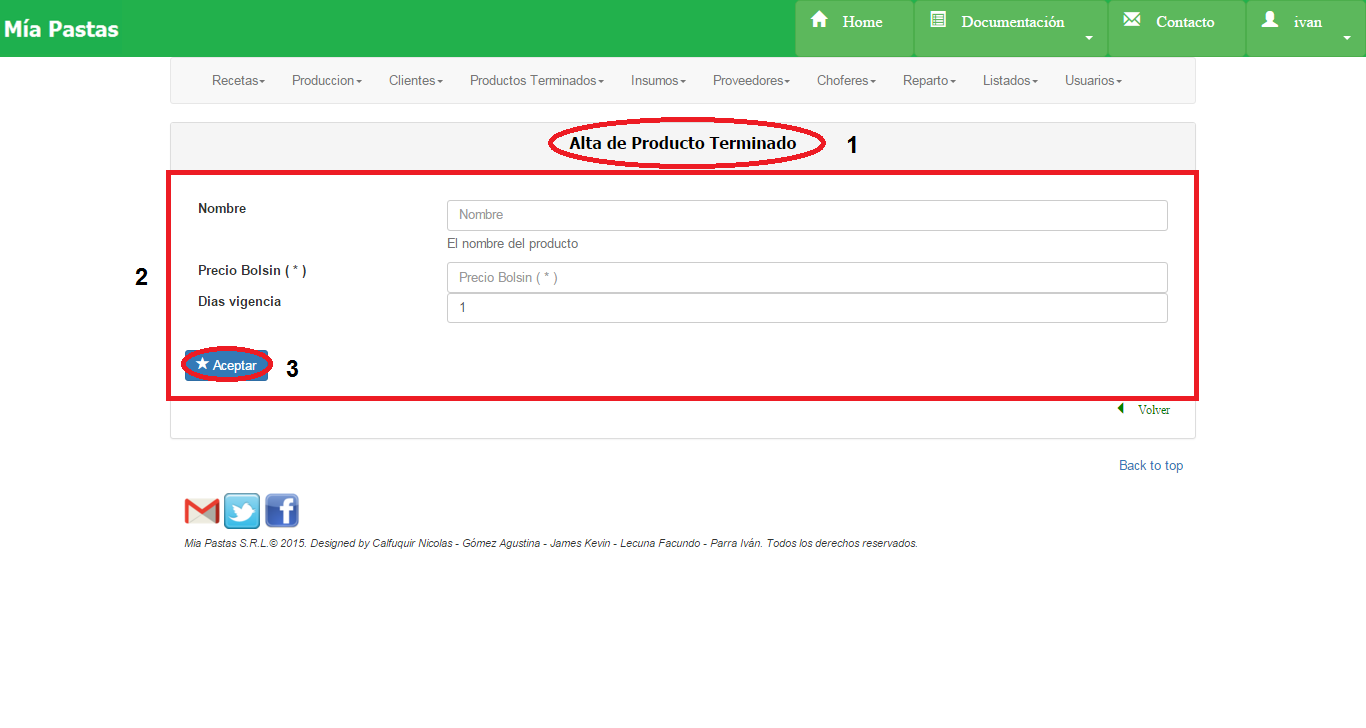 Mía Pastas
Home Documentación Contacto ivan
Recetas Produccion Clientes Productos Terminados Insumos Proveedores Choferes Reparto Listados Usuarios
Alta de Producto Terminado 1
Nombre Nombre
El nombre del producto
2 Precio Bolsin ( * ) Precio Bolsin ( * )
Dias vigencia 1
Aceptar 3
Volver
Back to top
Mia Pastas S.R.L.© 2015. Designed by Calfuquir Nicolas - Gómez Agustina - James Kevin - Lecuna Facundo - Parra Iván. Todos los derechos reservados.